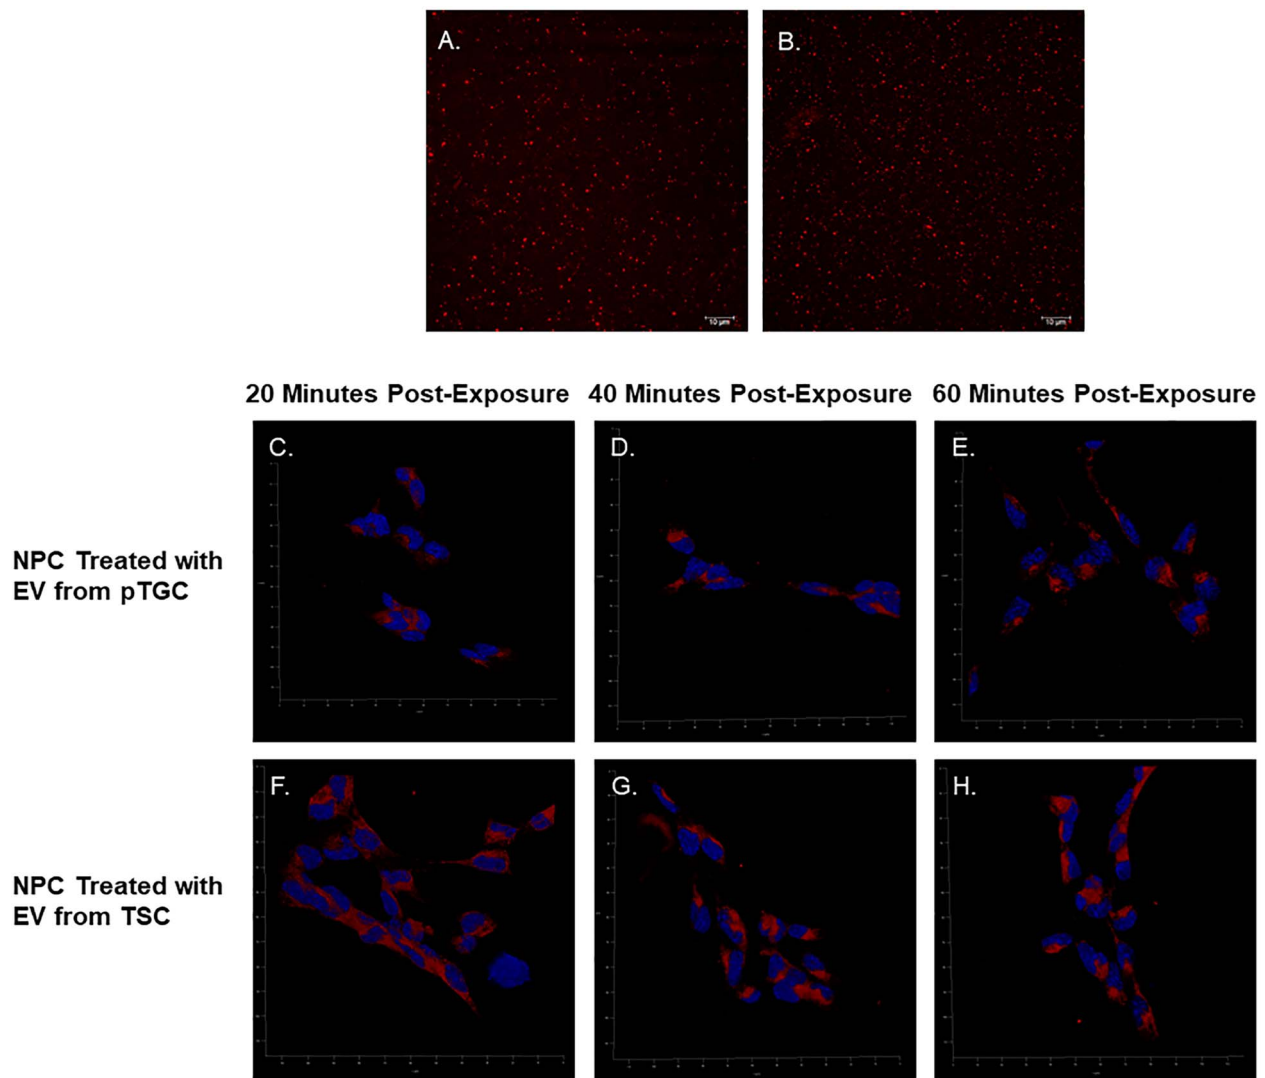 A.
B.
10 µm
10 µm
20 Minutes Post-Exposure
40 Minutes Post-Exposure
60 Minutes Post-Exposure
NPC Treated with
EV from pTGC
C.
D.
E.
NPC Treated with
EV from TSC
F.
G.
H.